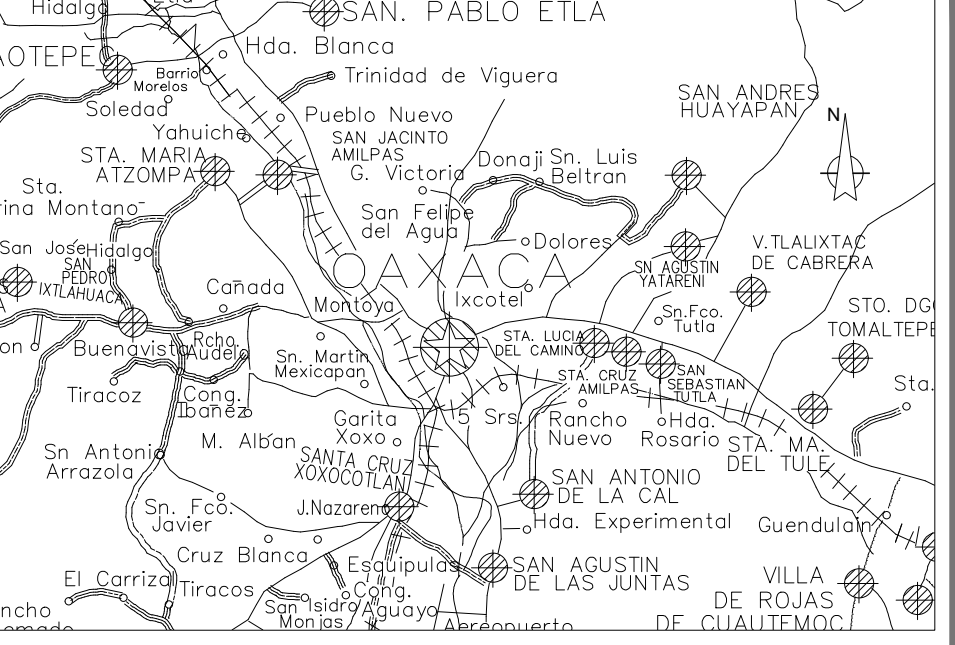 Hidalgo
Etla
SAN. PABLO ETLA
AOTEPEC
Hda. Blanca
Barrio
Morelos
Trinidad de Viguera
Soledad
SAN ANDRES
HUAYAPAN
Pueblo Nuevo
N
Yahuiche
SAN JACINTO
AMILPAS
STA. MARIA
ATZOMPA
G. Victoria
Donaji
Sn. Luis
Beltran
Sta.
rina Montano
San Felipe
del Agua
Dolores
San José
Hidalgo
SAN
PEDRO
IXTLAHUACA
V.TLALIXTAC
DE CABRERA
OAXACA
SN AGUSTIN
YATARENI
Cañada
Montoya
Ixcotel
Sn.Fco.
Tutla
STO. DG
TOMALTEPE
on
Buenavista
Rcho.
Audelo
STA. LUCIA
DEL CAMINO
Sn. Martin
Mexicapan
STA. CRUZ
AMILPAS
SAN
SEBASTIAN
TUTLA
Sta.
Tiracoz
Cong.
Ibañez
Garita
Xoxo
5 Srs.
Rancho
Nuevo
Hda.
Rosario
M. Alban
STA. MA.
DEL TULE
Sn Antonio
Arrazola
SANTA CRUZ
XOXOCOTLAN
SAN ANTONIO
DE LA CAL
Sn. Fco.
Javier
J.Nazareno
Hda. Experimental
Guendulain
Cruz Blanca
Esquipulas
SAN AGUSTIN
DE LAS JUNTAS
El Carrizal
Tiracos
Cong.
Aguayo
VILLA
DE ROJAS
DE CUAUTEMOC
ncho
San Isidro
Monjas
Aeropuerto